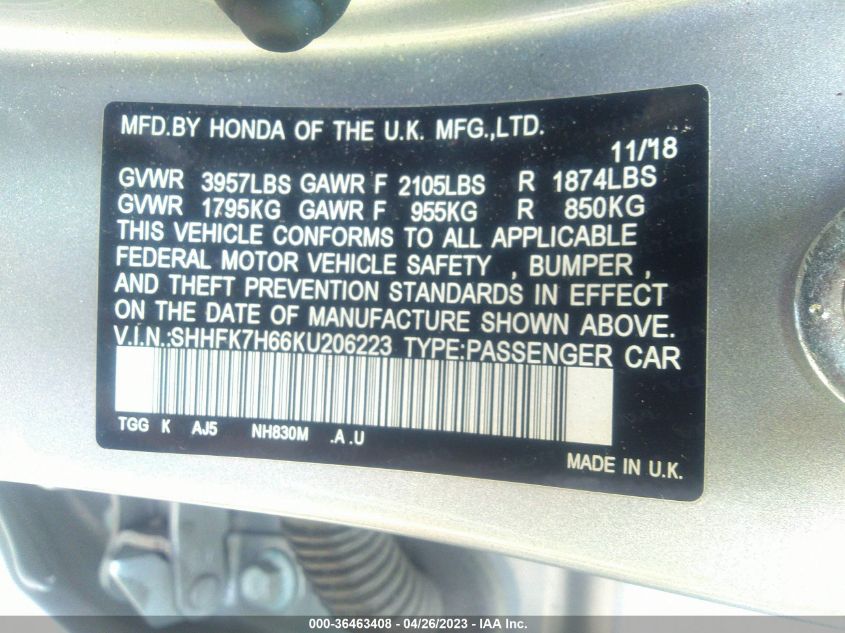 MFD.BY HONDA OF THE U.K. MFG.,LTD.
11/18
GVWR 3957LBS GAWR F 2105LBS R 1874LBS
GVWR 1795KG GAWR F 955KG R 850KG
THIS VEHICLE CONFORMS TO ALL APPLICABLE
FEDERAL MOTOR VEHICLE SAFETY , BUMPER ,
AND THEFT PREVENTION STANDARDS IN EFFECT
ON THE DATE OF MANUFACTURE SHOWN ABOVE.
V.I.N.:SHHFK7H66KU206223 TYPE:PASSENGER CAR
TGG K AJ5 NH830M .A .U
MADE IN U.K.
000-36463408 / 04/26/2023 / IAA Inc.